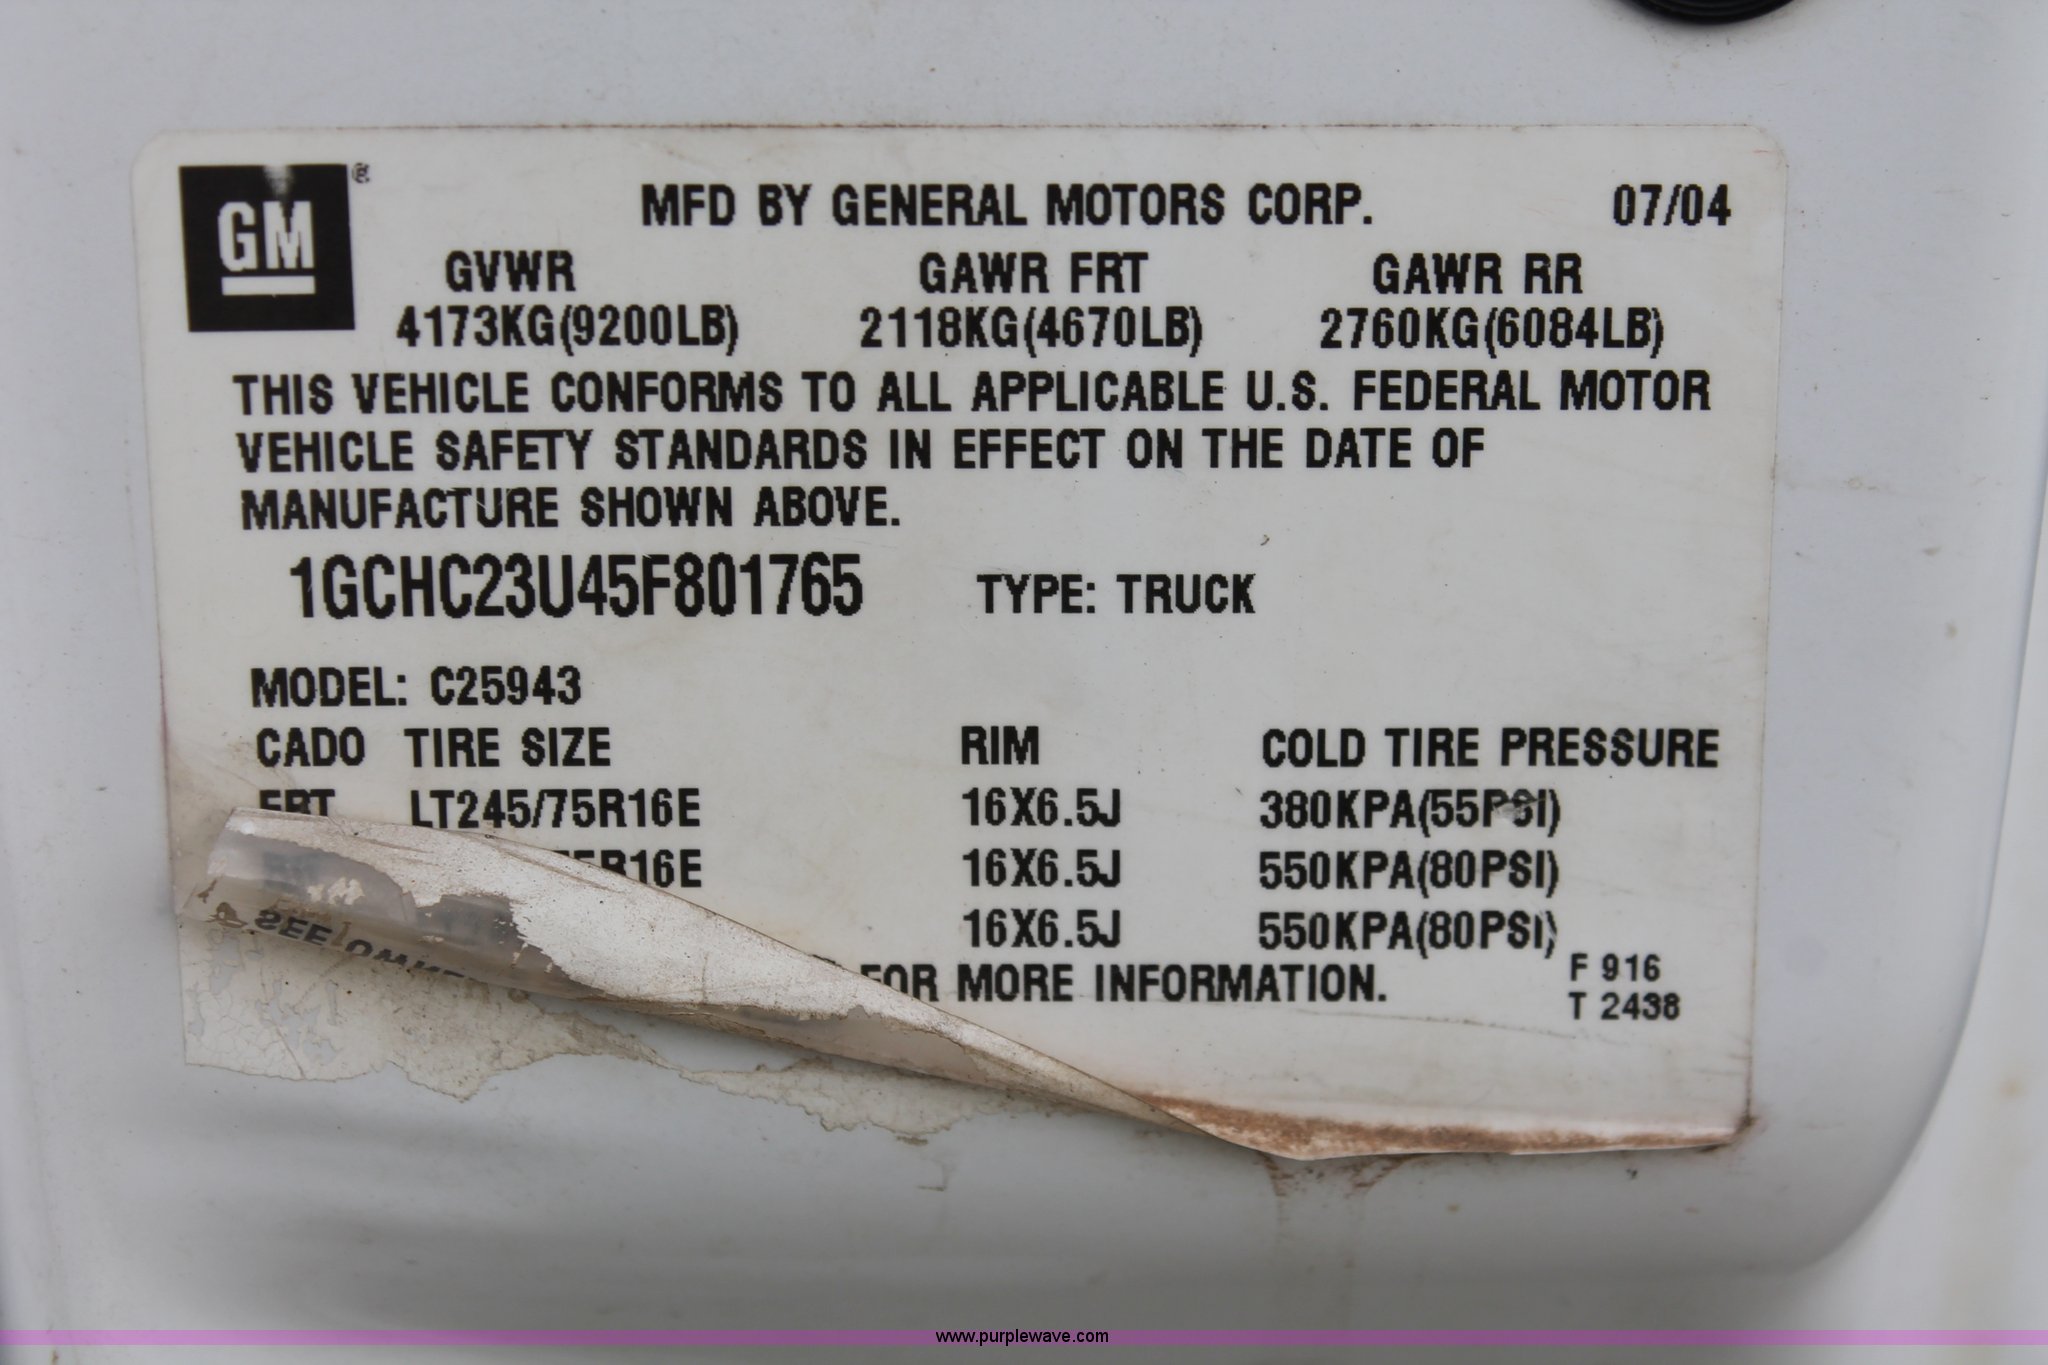 GM ®
MFD BY GENERAL MOTORS CORP. 07/04
GVWR GAWR FRT GAWR RR
4173KG(9200LB) 2118KG(4670LB) 2760KG(6084LB)
THIS VEHICLE CONFORMS TO ALL APPLICABLE U.S. FEDERAL MOTOR
VEHICLE SAFETY STANDARDS IN EFFECT ON THE DATE OF
MANUFACTURE SHOWN ABOVE.
1GCHC23U45F801765 TYPE: TRUCK
MODEL: C25943
CADO TIRE SIZE RIM COLD TIRE PRESSURE
FRT LT245/75R16E 16X6.5J 380KPA(55PSI)
75R16E 16X6.5J 550KPA(80PSI)
16X6.5J 550KPA(80PSI)
SEE FOR MORE INFORMATION.
F 916
T 2438
www.purplewave.com